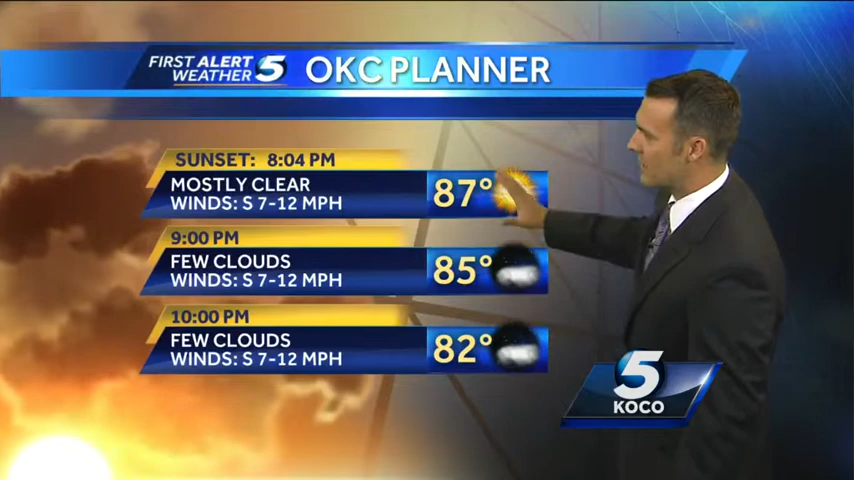 FIRST ALERT
WEATHER 5
OKC PLANNER
SUNSET: 8:04 PM
MOSTLY CLEAR
WINDS: S 7-12 MPH
87°
9:00 PM
FEW CLOUDS
WINDS: S 7-12 MPH
85°
10:00 PM
FEW CLOUDS
WINDS: S 7-12 MPH
82°
5
KOCO